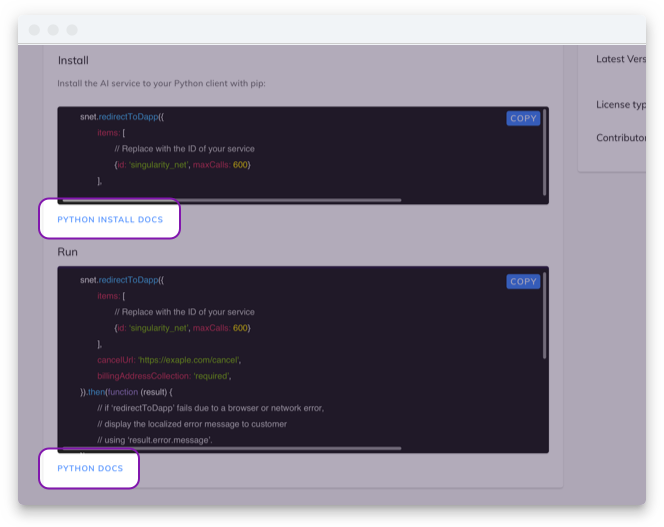 Install
Latest Vers
Install the AI service to your Python client with pip:
License typ
Contributor
snet.redirectToDapp({
COPY
items: [
// Replace with the ID of your service
{id: 'singularity_net', maxCalls: 600}
],
PYTHON INSTALL DOCS
Run
snet.redirectToDapp({
COPY
items: [
// Replace with the ID of your service
{id: 'singularity_net', maxCalls: 600}
],
cancelUrl: 'https://exaple.com/cancel',
billingAddressCollection: 'required',
}).then(function (result) {
// if 'redirectToDapp' fails due to a browser or network error,
// display the localized error message to customer
// using 'result.error.message'.
PYTHON DOCS